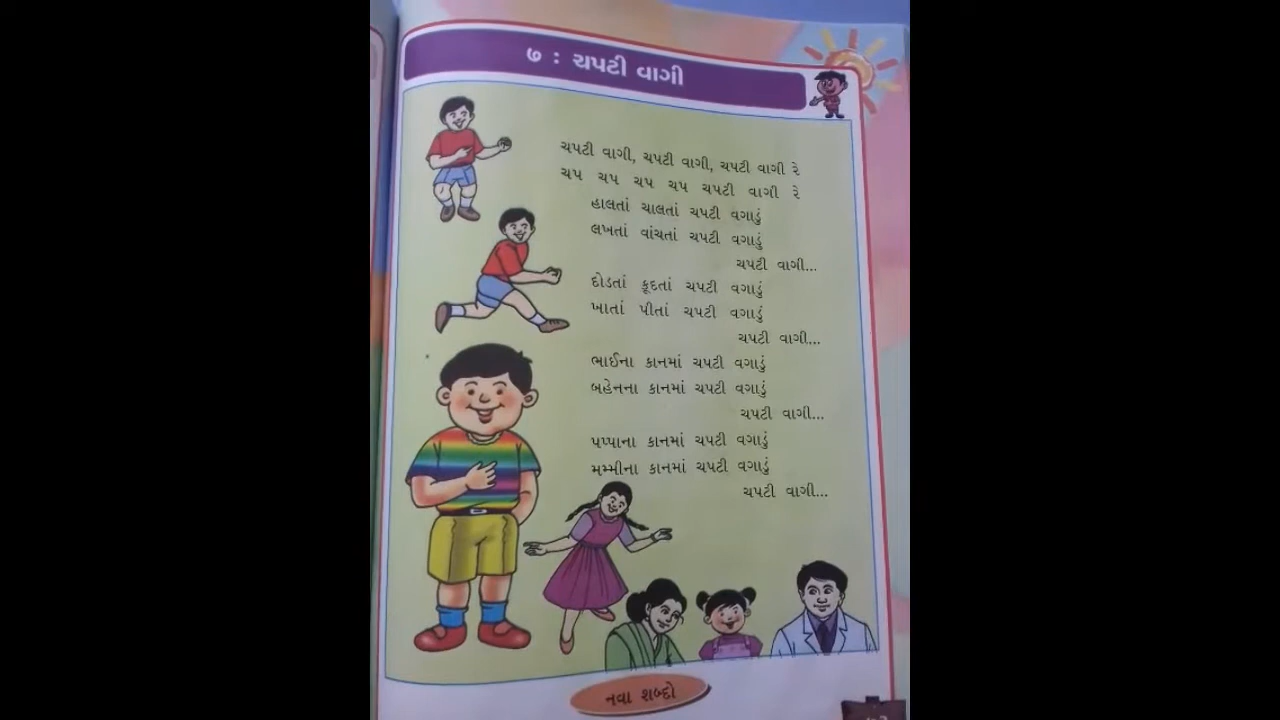 ૭ : ચપટી વાગી
ચપટી વાગી, ચપટી વાગી, ચપટી વાગી રે
ચપ ચપ ચપ ચપ ચપટી વાગી રે
હાલતાં ચાલતાં ચપટી વગાડું
લખતાં વાંચતાં ચપટી વગાડું
ચપટી વાગી...
દોડતાં કૂદતાં ચપટી વગાડું
ખાતાં પીતાં ચપટી વગાડું
ચપટી વાગી...
ભાઈના કાનમાં ચપટી વગાડું
બહેનના કાનમાં ચપટી વગાડું
ચપટી વાગી...
પપ્પાના કાનમાં ચપટી વગાડું
મમ્મીના કાનમાં ચપટી વગાડું
ચપટી વાગી...
નવા શબ્દો